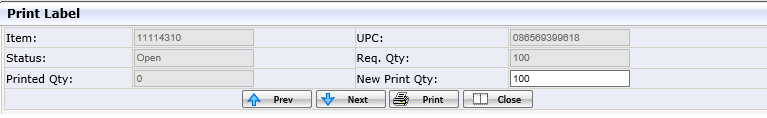 Print Label
Item: 11114310 UPC: 086569399618
Status: Open Req. Qty: 100
Printed Qty: 0 New Print Qty: 100
Prev Next Print Close